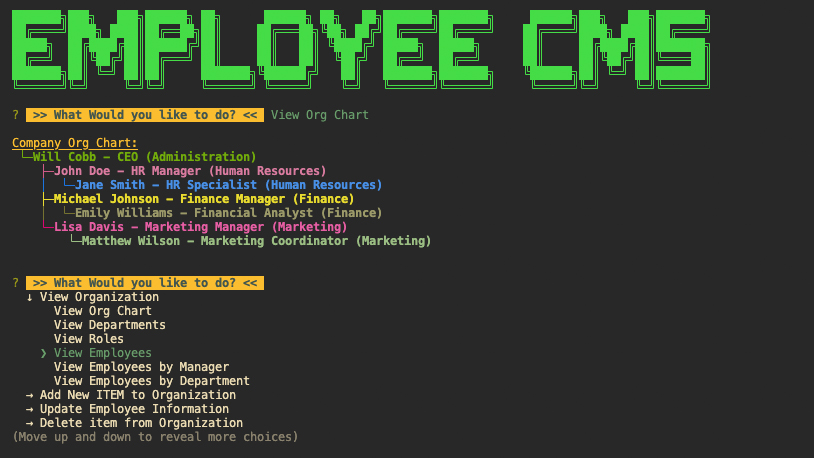 EMPLOYEE CMS
? >> What Would you like to do? << View Org Chart
Company Org Chart:
└─Will Cobb – CEO (Administration)
├─John Doe – HR Manager (Human Resources)
│ └─Jane Smith – HR Specialist (Human Resources)
├─Michael Johnson – Finance Manager (Finance)
│ └─Emily Williams – Financial Analyst (Finance)
└─Lisa Davis – Marketing Manager (Marketing)
└─Matthew Wilson – Marketing Coordinator (Marketing)
? >> What Would you like to do? <<
↓ View Organization
View Org Chart
View Departments
View Roles
❯ View Employees
View Employees by Manager
View Employees by Department
→ Add New ITEM to Organization
→ Update Employee Information
→ Delete item from Organization
(Move up and down to reveal more choices)